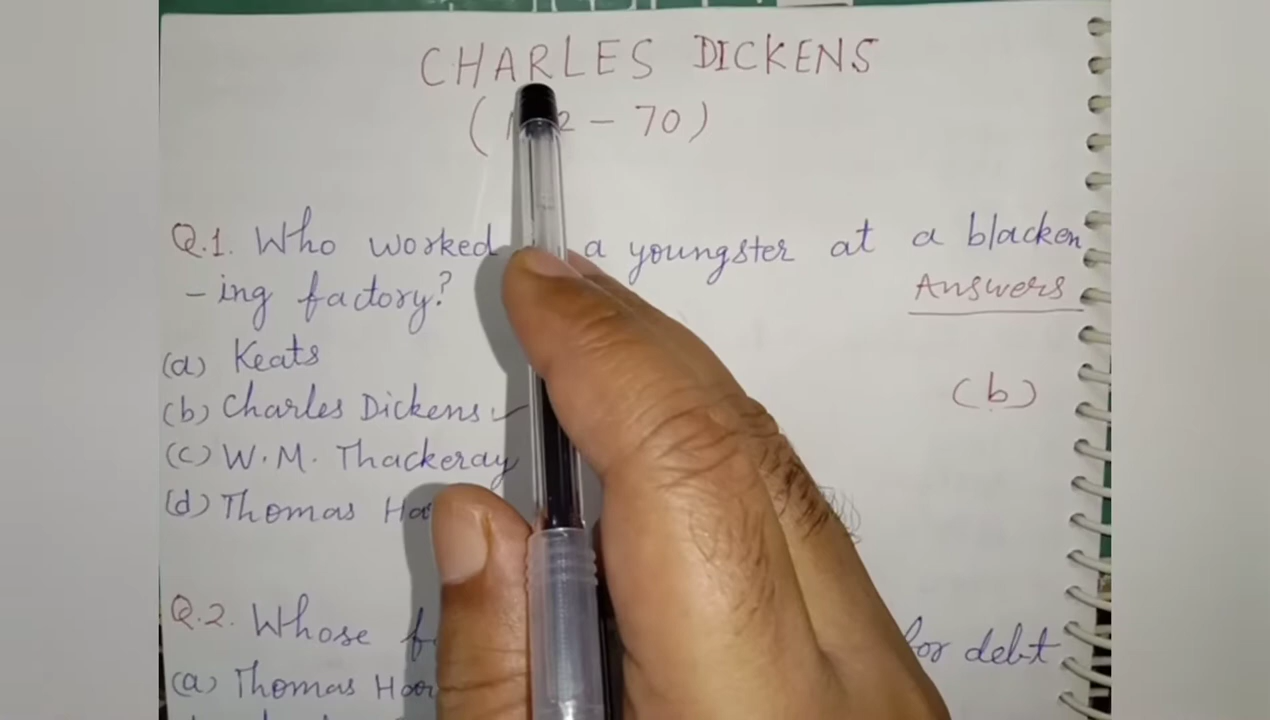 CHARLES DICKENS
2 - 70)
Q.1. Who worked a youngster at a blacken
-ing factory?
Answers
(a) Keats
(b) Charles Dickens
(b)
(c) W.M. Thackeray
(d) Thomas
Q.2. Whose for debt
(a) Thomas